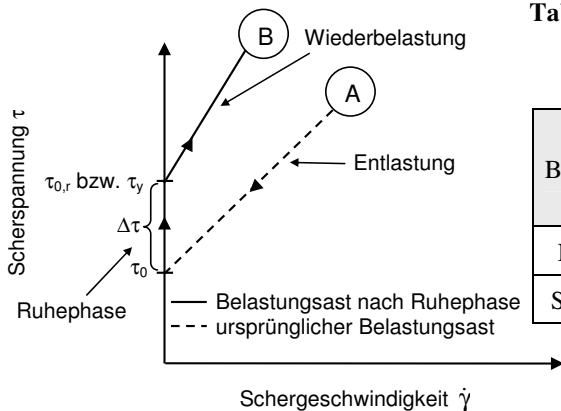 Ta
B
Wiederbelastung
A
Scherspannung τ
B
Entlastung
τ0,r bzw. τy
Δτ
τ0
Ruhephase
Belastungsast nach Ruhephase
ursprünglicher Belastungsast
S
Schergeschwindigkeit γ̇